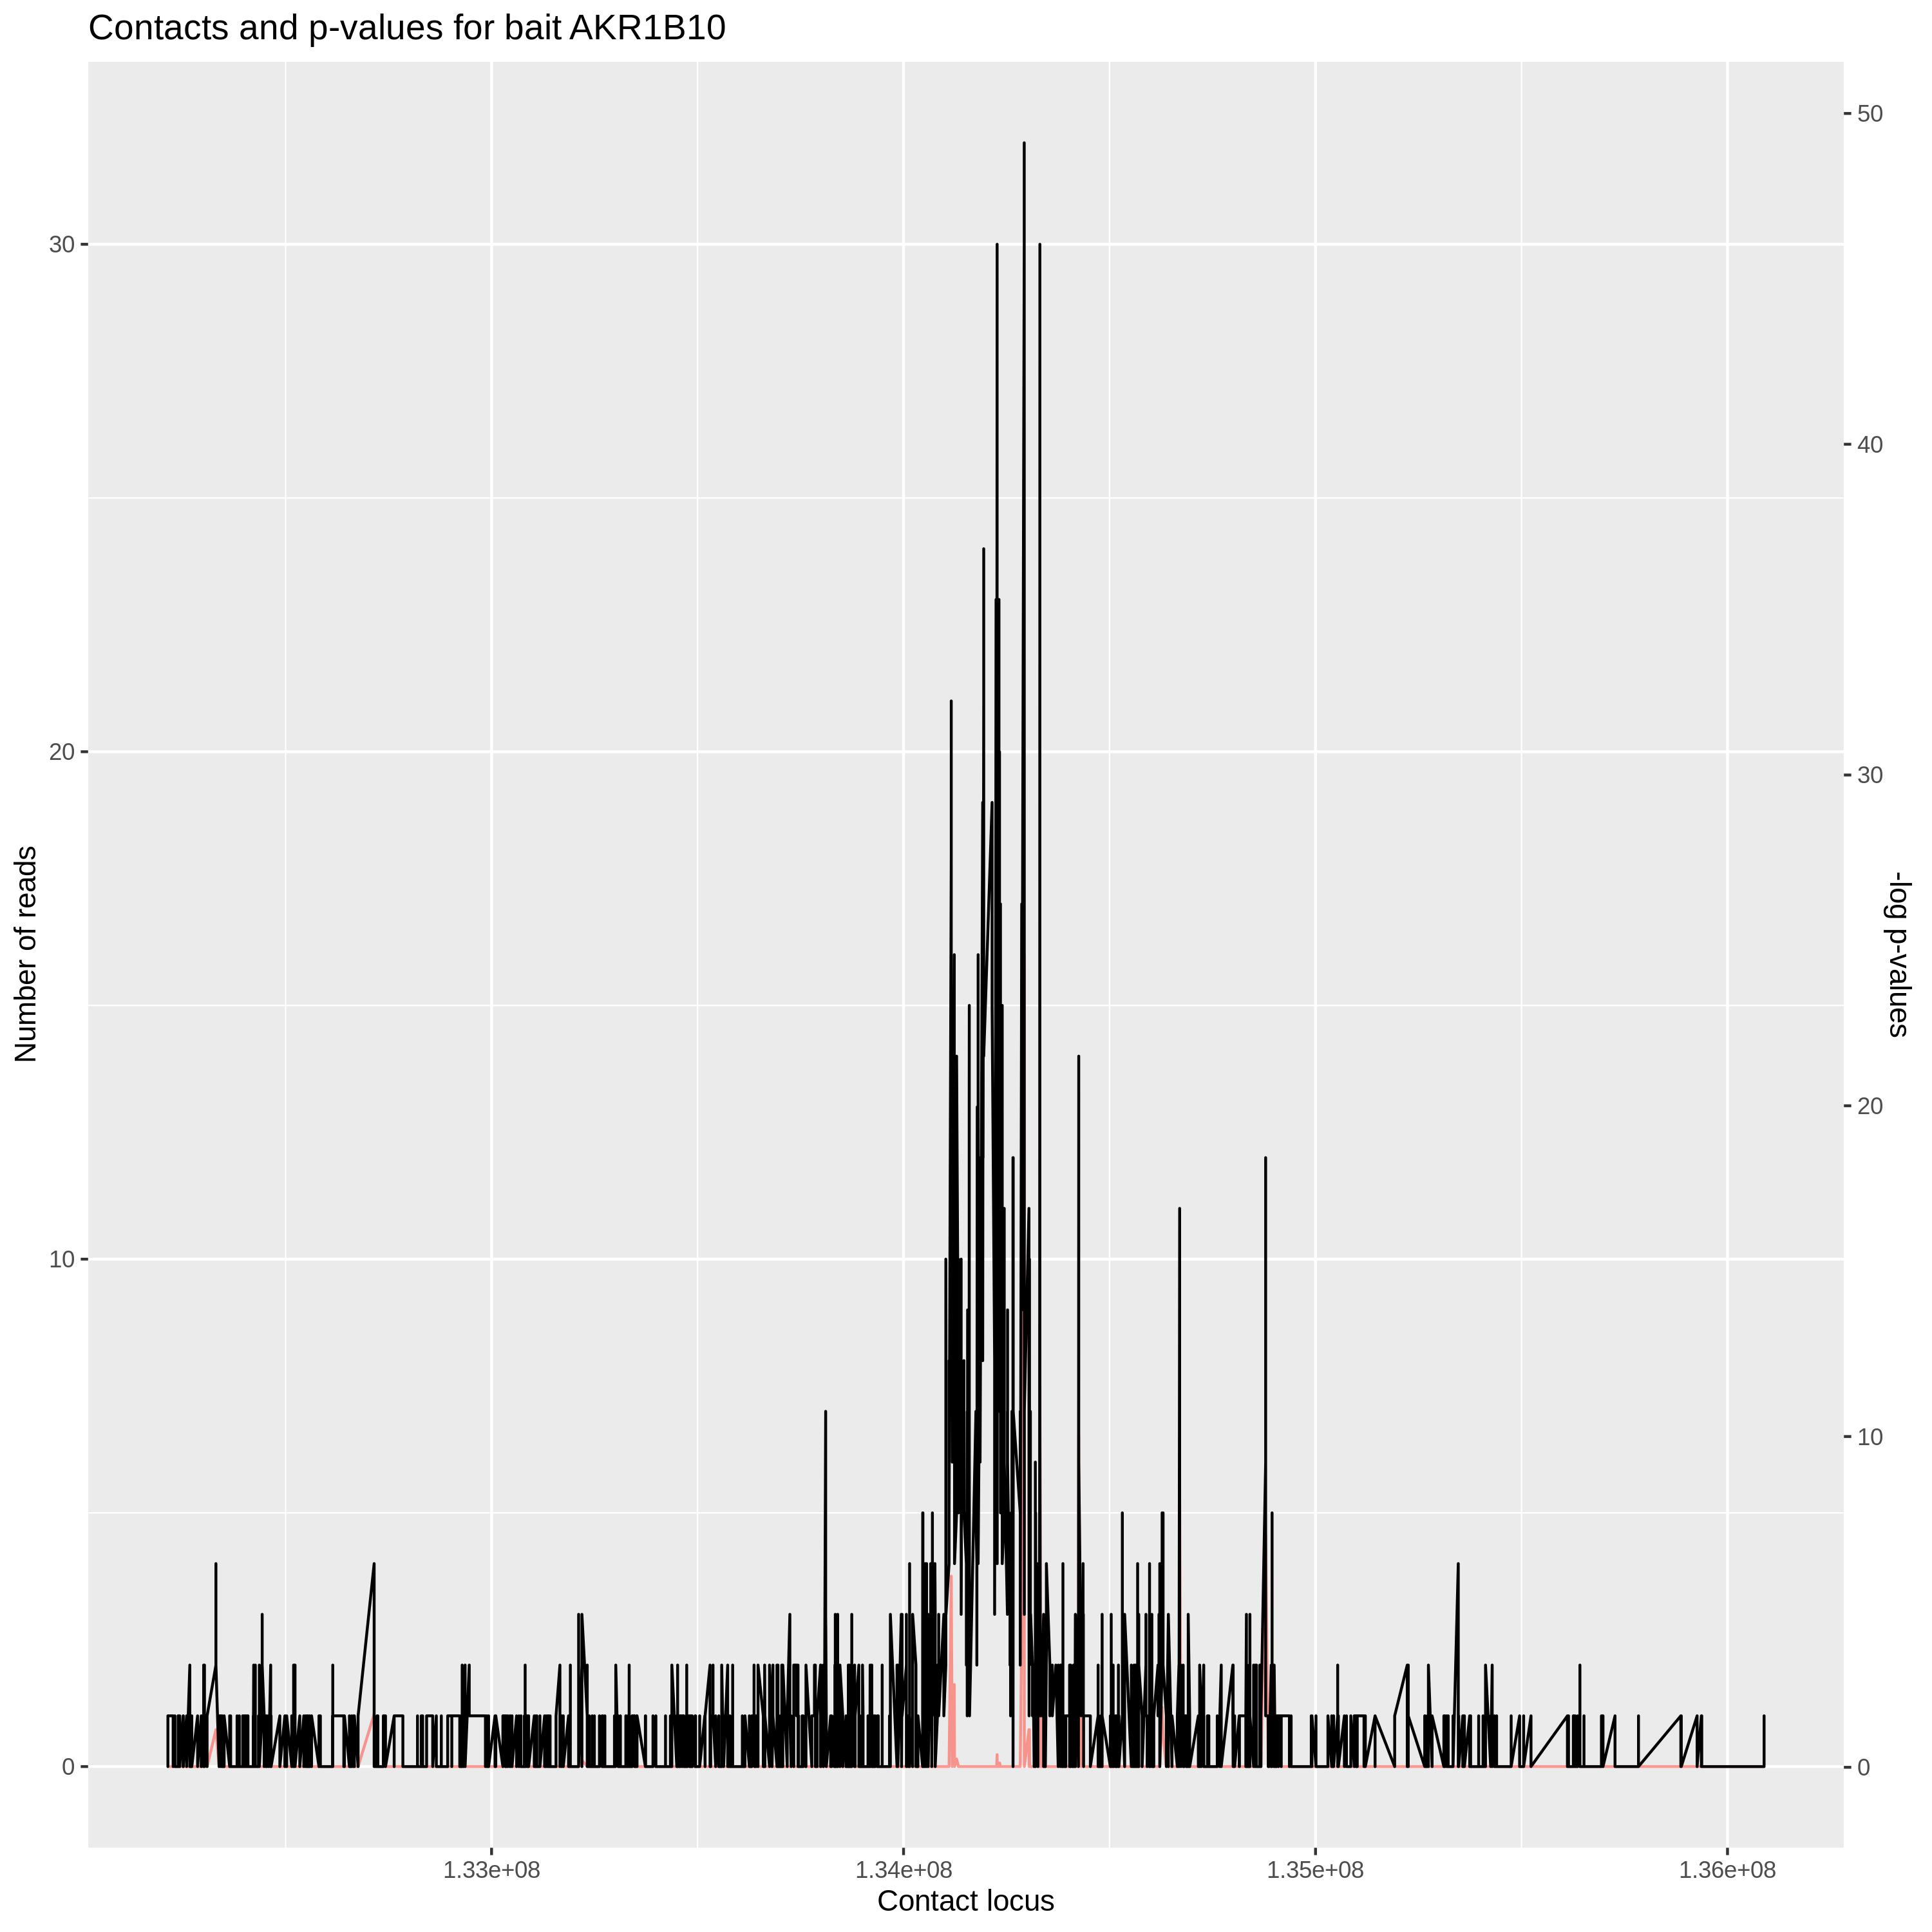 Contacts and p-values for bait AKR1B10
50
30
40
20
30
Number of reads
-log p-values
20
10
10
0
0
1.33e+08
1.34e+08
1.35e+08
1.36e+08
Contact locus